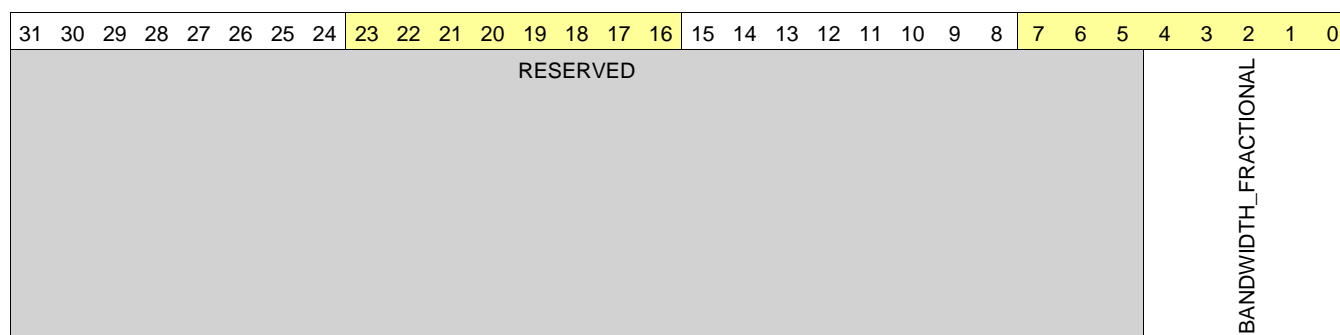 31 30 29 28 27 26 25 24 23 22 21 20 19 18 17 16 15 14 13 12 11 10 9 8 7 6 5 4 3 2 1 0
RESERVED
BANDWIDTH_FRACTIONAL